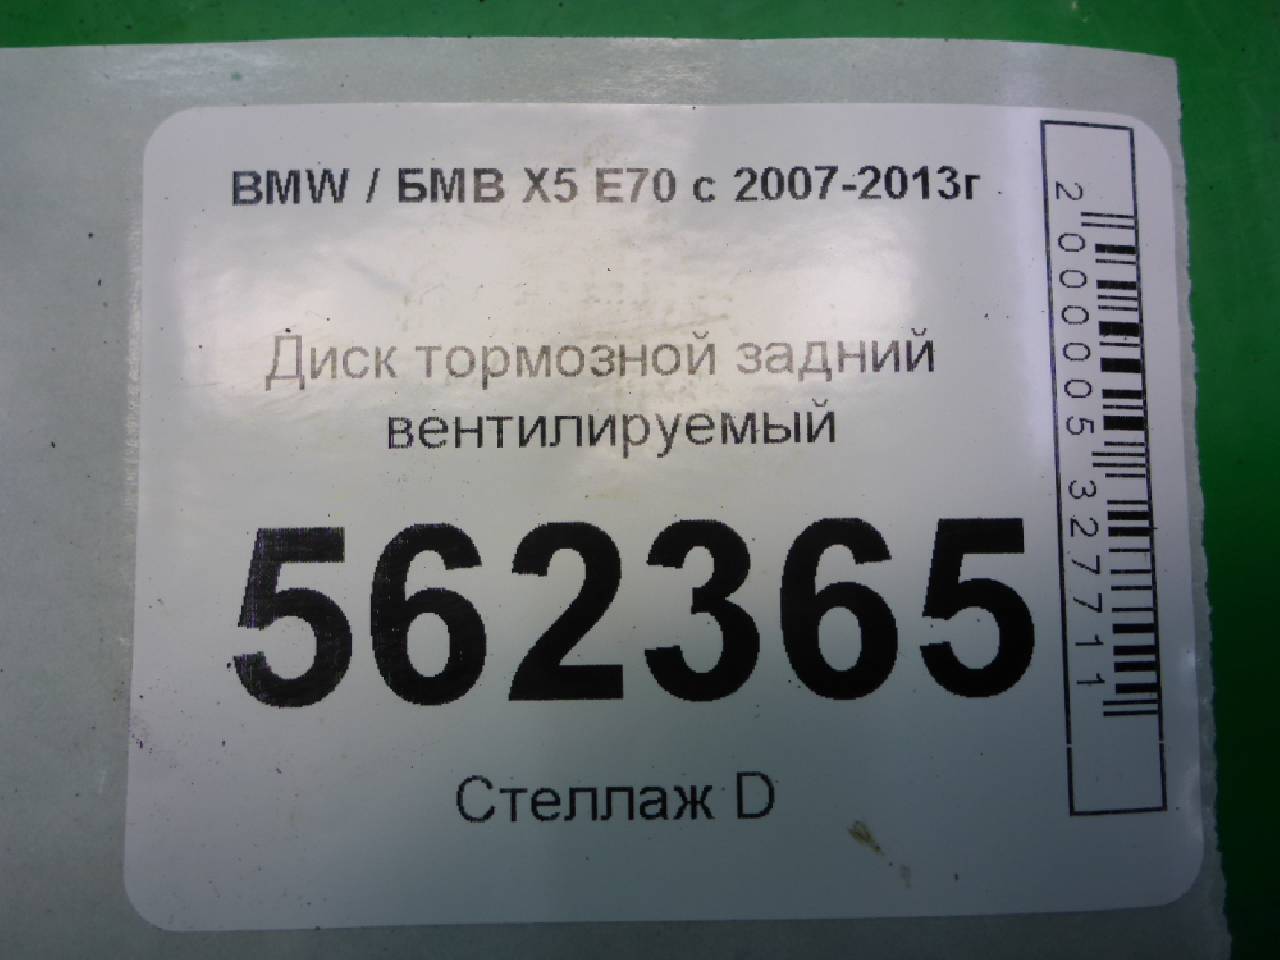 BMW / БМВ X5 E70 с 2007-2013г
Диск тормозной задний
вентилируемый
562365
Стеллаж D
2000005327711